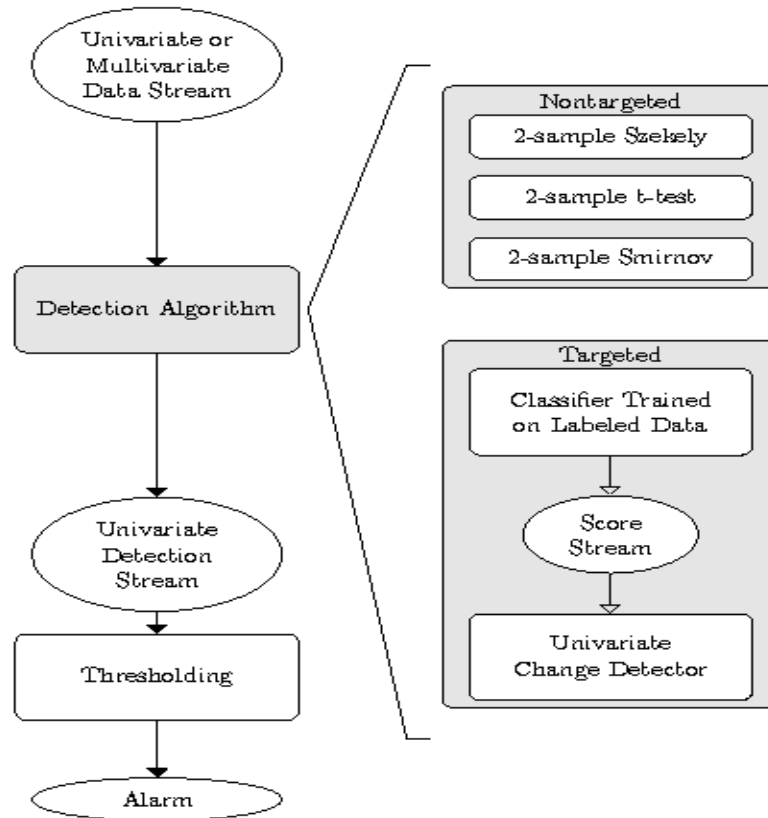 Univariate or
Multivariate
Data Stream
Detection Algorithm
Univariate
Detection
Stream
Thresholding
Alarm
Nontargeted
2-sample Szekely
2-sample t-test
2-sample Smirnov
Targeted
Classifier Trained
on Labeled Data
Score
Stream
Univariate
Change Detector